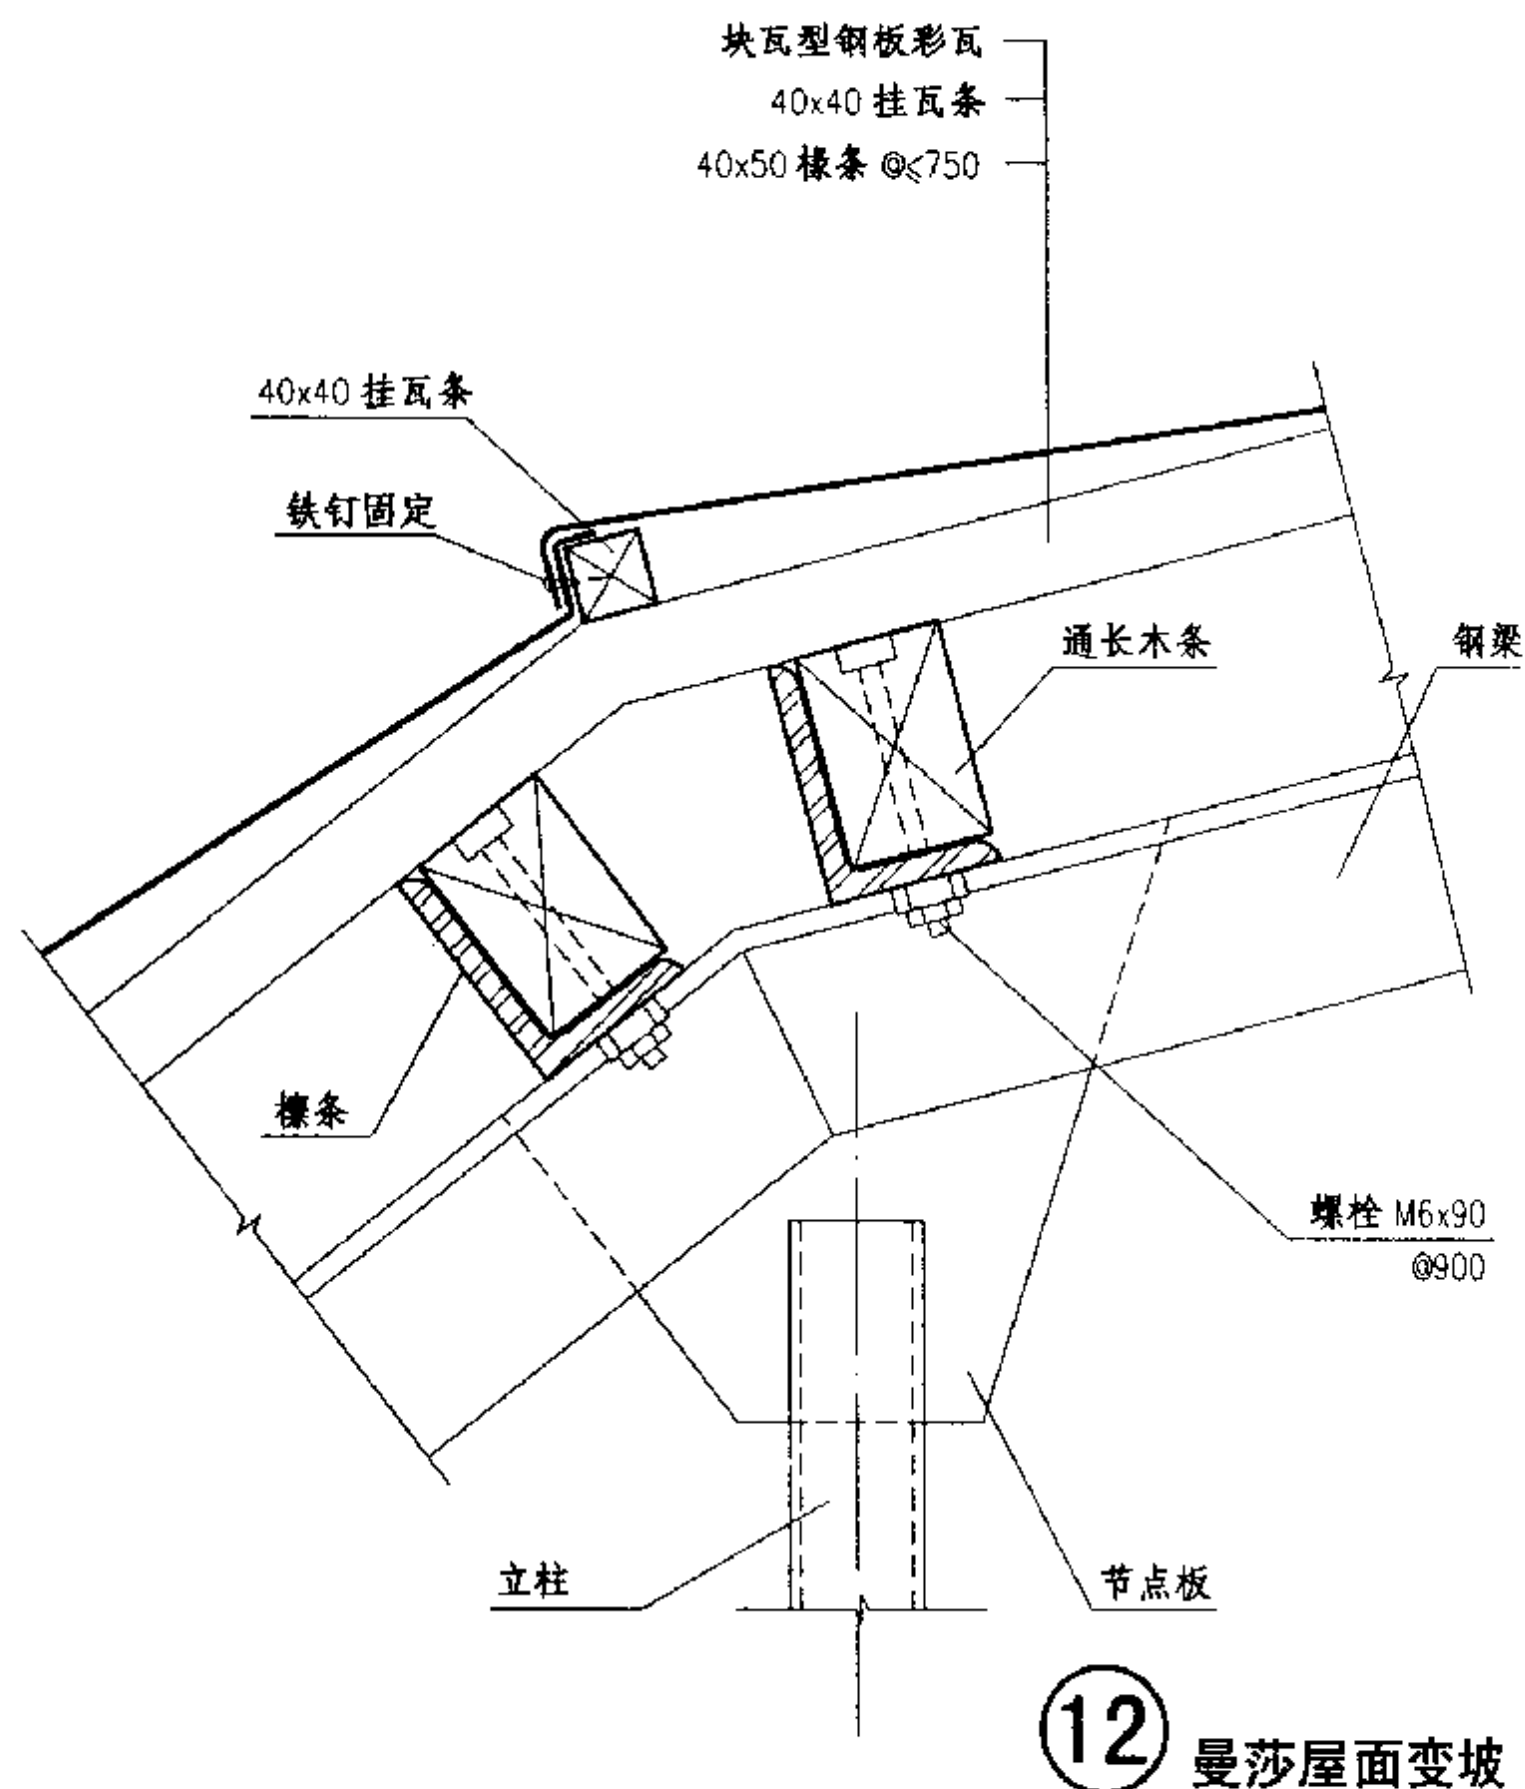 块瓦型钢板彩瓦
40x40 挂瓦条
40x50 椽条 @≤750
40x40 挂瓦条
铁钉固定
通长木条
钢梁
檩条
螺栓 M6x90
@900
立柱
节点板
12 曼莎屋面变坡